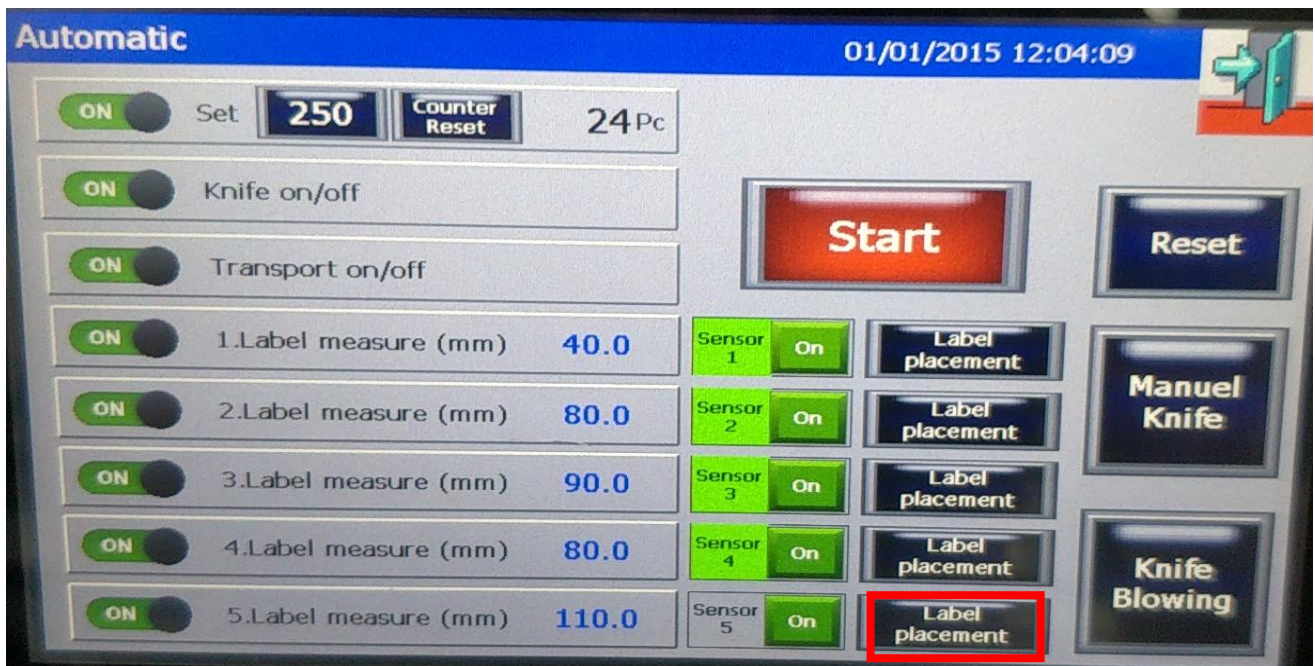 Automatic
01/01/2015 12:04:09
ON Set 250 Counter Reset 24 Pc
ON Knife on/off
Start
Reset
ON Transport on/off
ON 1.Label measure (mm) 40.0 Sensor 1 On Label placement
Manuel Knife
ON 2.Label measure (mm) 80.0 Sensor 2 On Label placement
ON 3.Label measure (mm) 90.0 Sensor 3 On Label placement
ON 4.Label measure (mm) 80.0 Sensor 4 On Label placement
Knife Blowing
ON 5.Label measure (mm) 110.0 Sensor 5 On Label placement